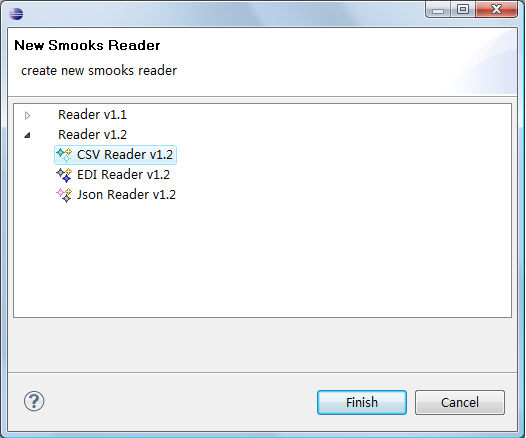 New Smooks Reader
create new smooks reader
Reader v1.1
Reader v1.2
CSV Reader v1.2
EDI Reader v1.2
Json Reader v1.2
?
Finish
Cancel